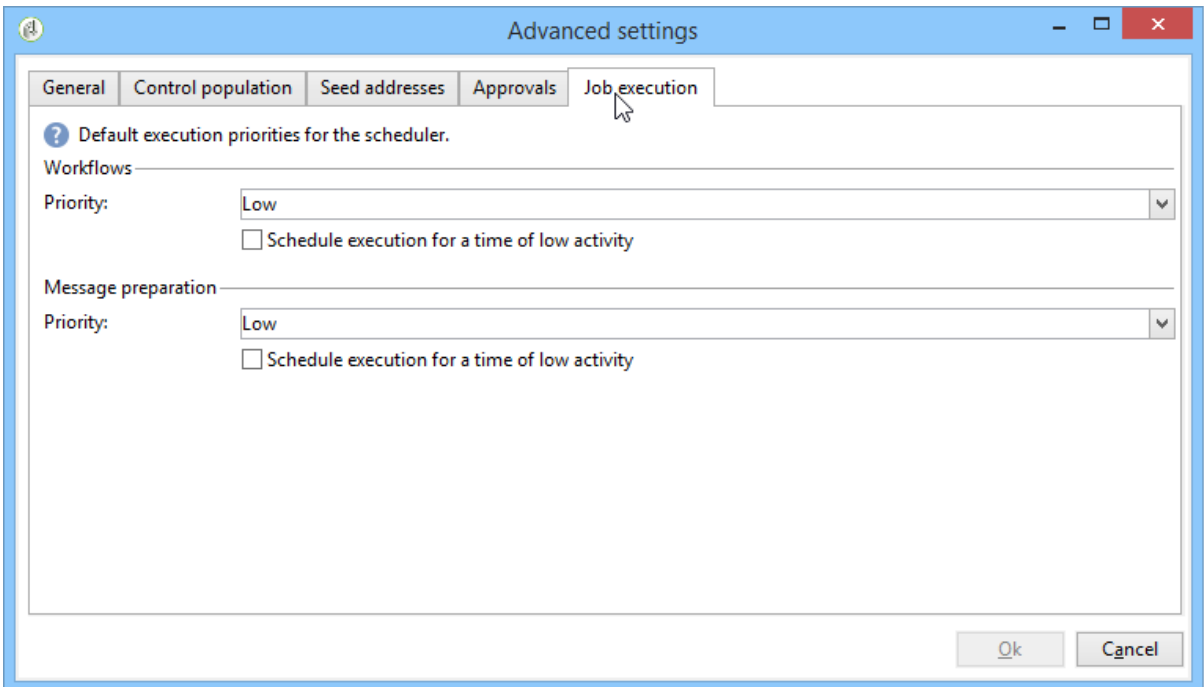 Advanced settings
General Control population Seed addresses Approvals Job execution
? Default execution priorities for the scheduler.
Workflows
Priority: Low
Schedule execution for a time of low activity
Message preparation
Priority: Low
Schedule execution for a time of low activity
Ok Cancel